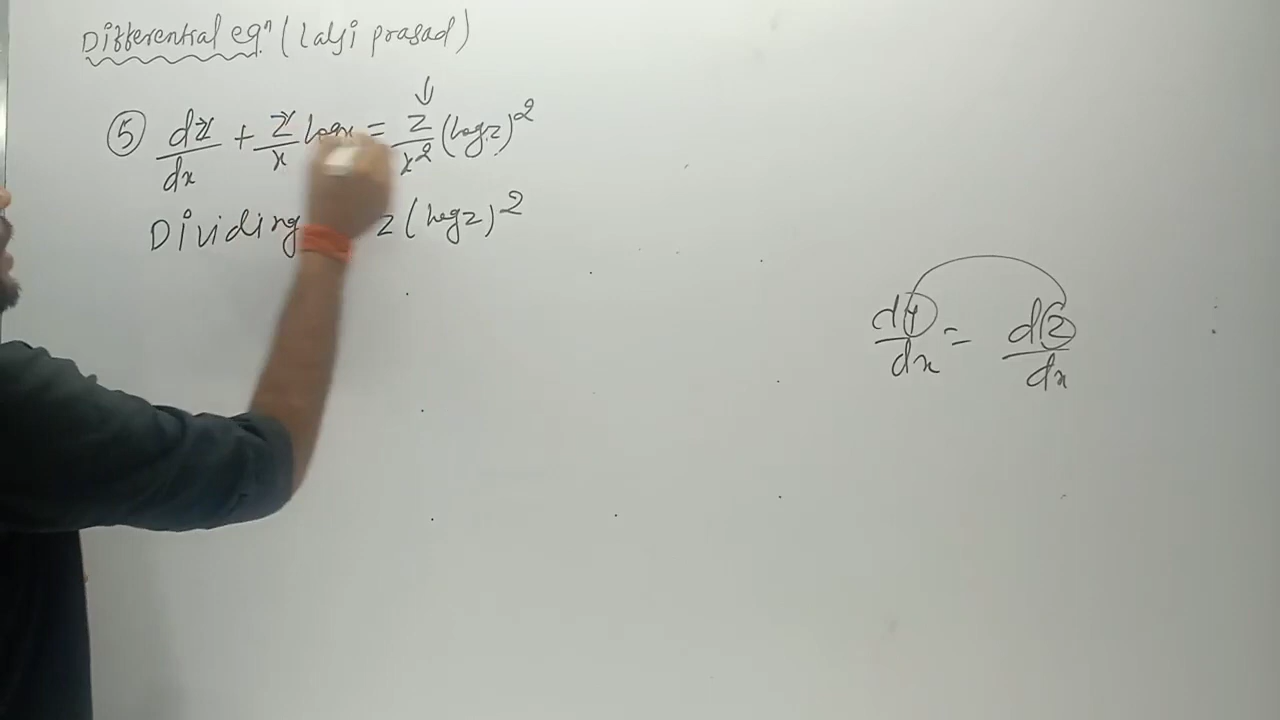 Differential eqⁿ (Lalji prasad)
⑤ dz/dx + z/x logx = z/x² (logz)²
Dividing z (logz)²
dy/dx = dz/dx